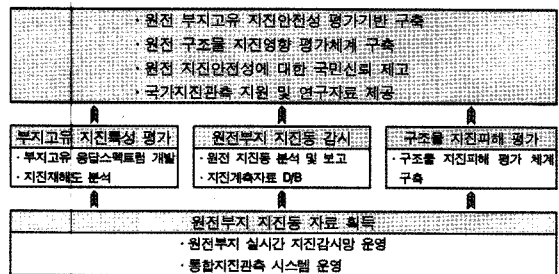 · 원전 부지고유 지진안전성 평가기반 구축
· 원전 구조물 지진영향 평가체계 구축
· 원전 지진안전성에 대한 국민신뢰 제고
· 국가지진관측 지원 및 연구자료 제공
부지고유 지진특성 평가
· 부지고유 응답스펙트럼 개발
· 지진재해도 분석
원전부지 지진동 감시
· 원전 지진동 분석 및 보고
· 지진계측자료 D/B
구조물 지진피해 평가
· 구조물 지진피해 평가 체계
구축
원전부지 지진동 자료 획득
· 원전부지 실시간 지진감시망 운영
· 통합지진관측 시스템 운영